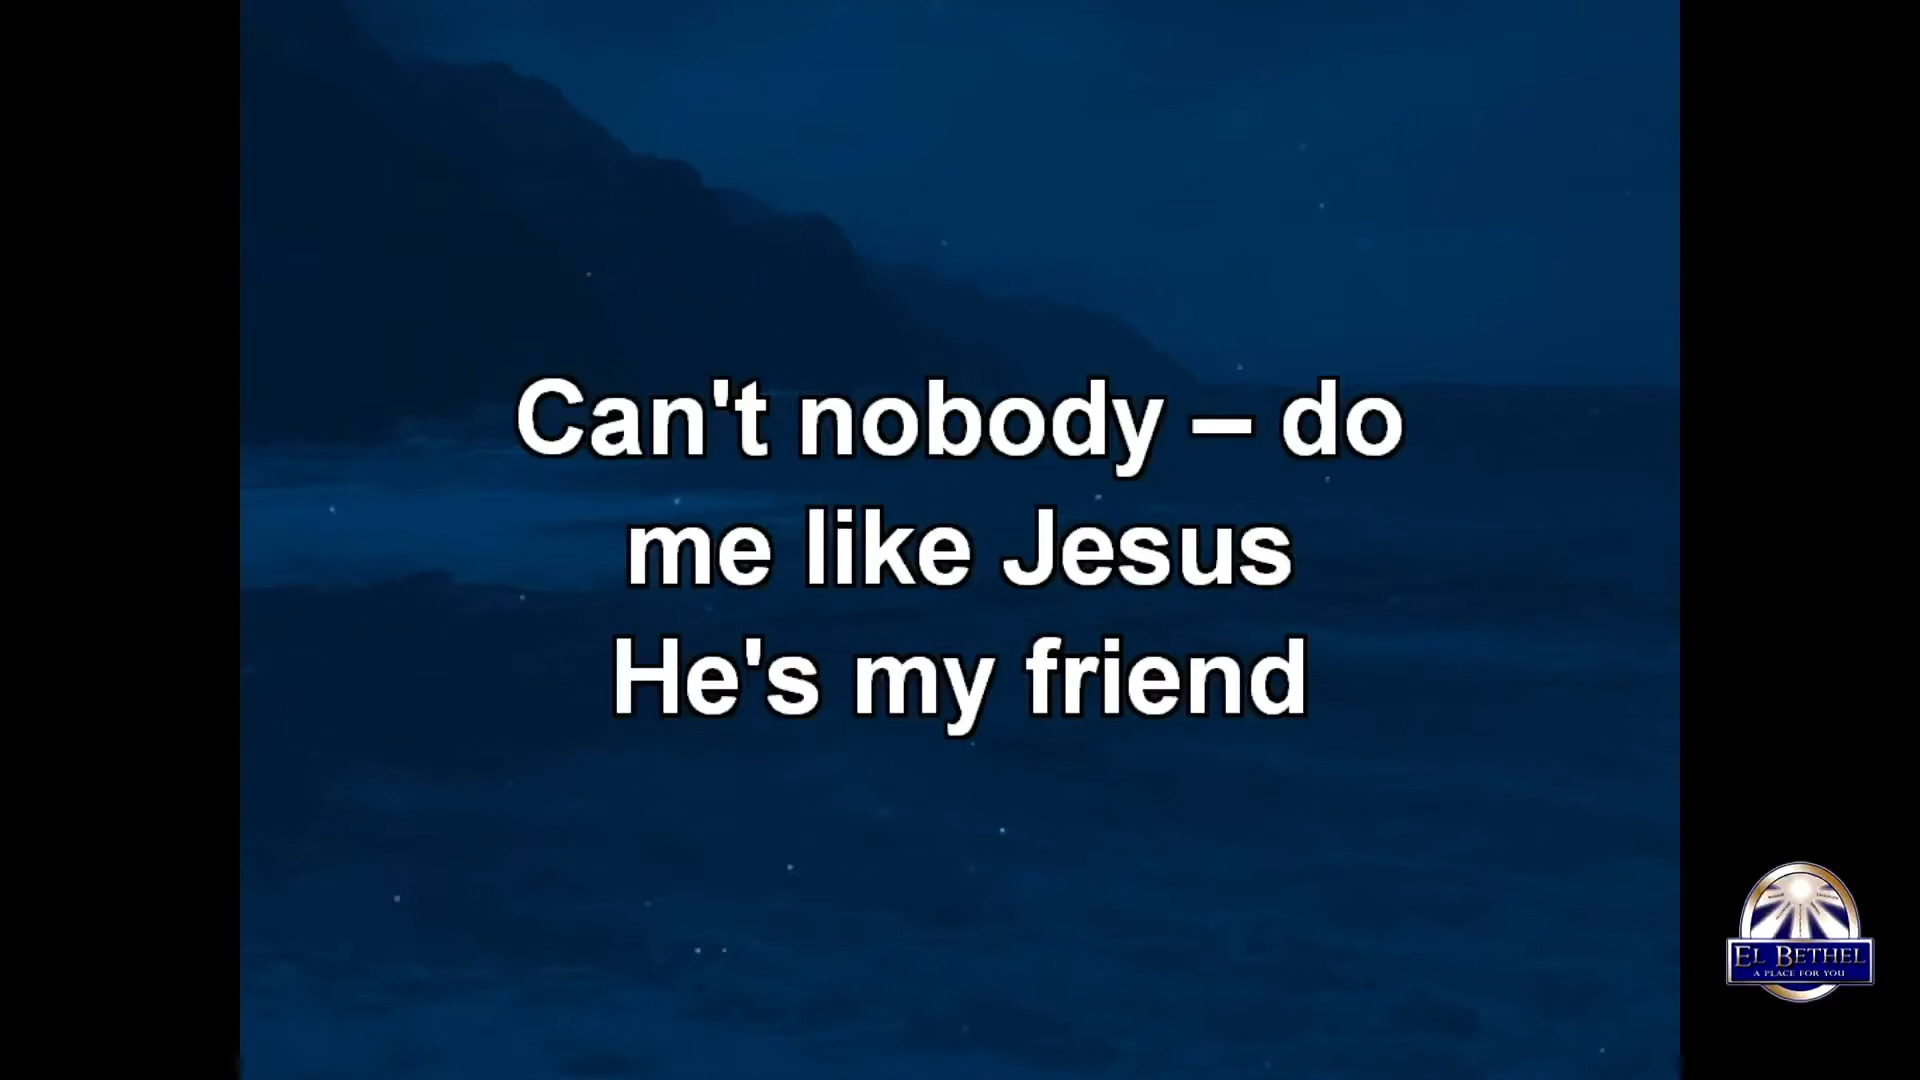 Can't nobody – do
me like Jesus
He's my friend
EL BETHEL
A PLACE FOR YOU